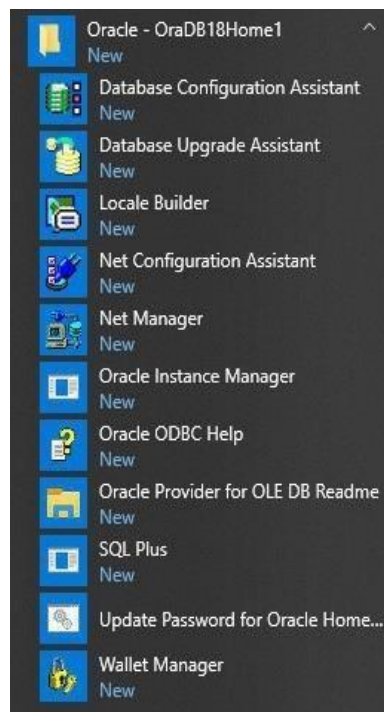 Oracle - OraDB18Home1
New
Database Configuration Assistant
New
Database Upgrade Assistant
New
Locale Builder
New
Net Configuration Assistant
New
Net Manager
New
Oracle Instance Manager
New
Oracle ODBC Help
New
Oracle Provider for OLE DB Readme
New
SQL Plus
New
Update Password for Oracle Home...
Wallet Manager
New